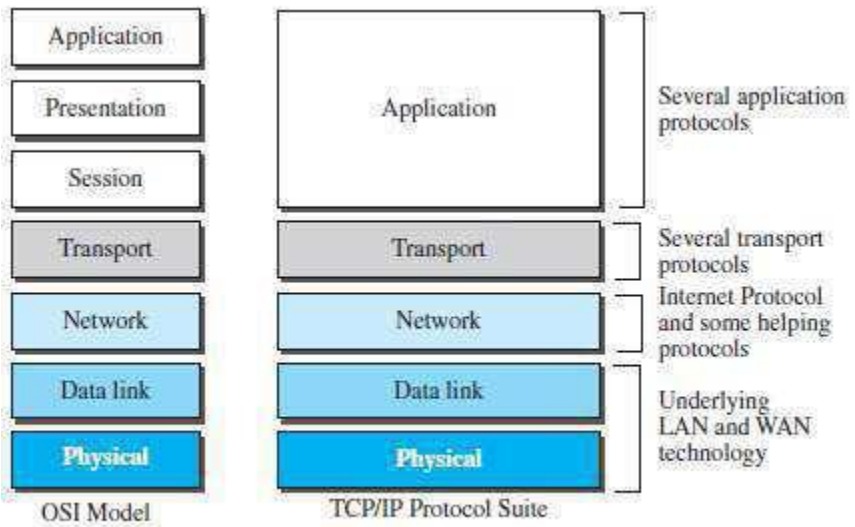 Application
Presentation
Session
Transport
Network
Data link
Physical
OSI Model
Application
Transport
Network
Data link
Physical
TCP/IP Protocol Suite
Several application
protocols
Several transport
protocols
Internet Protocol
and some helping
protocols
Underlying
LAN and WAN
technology